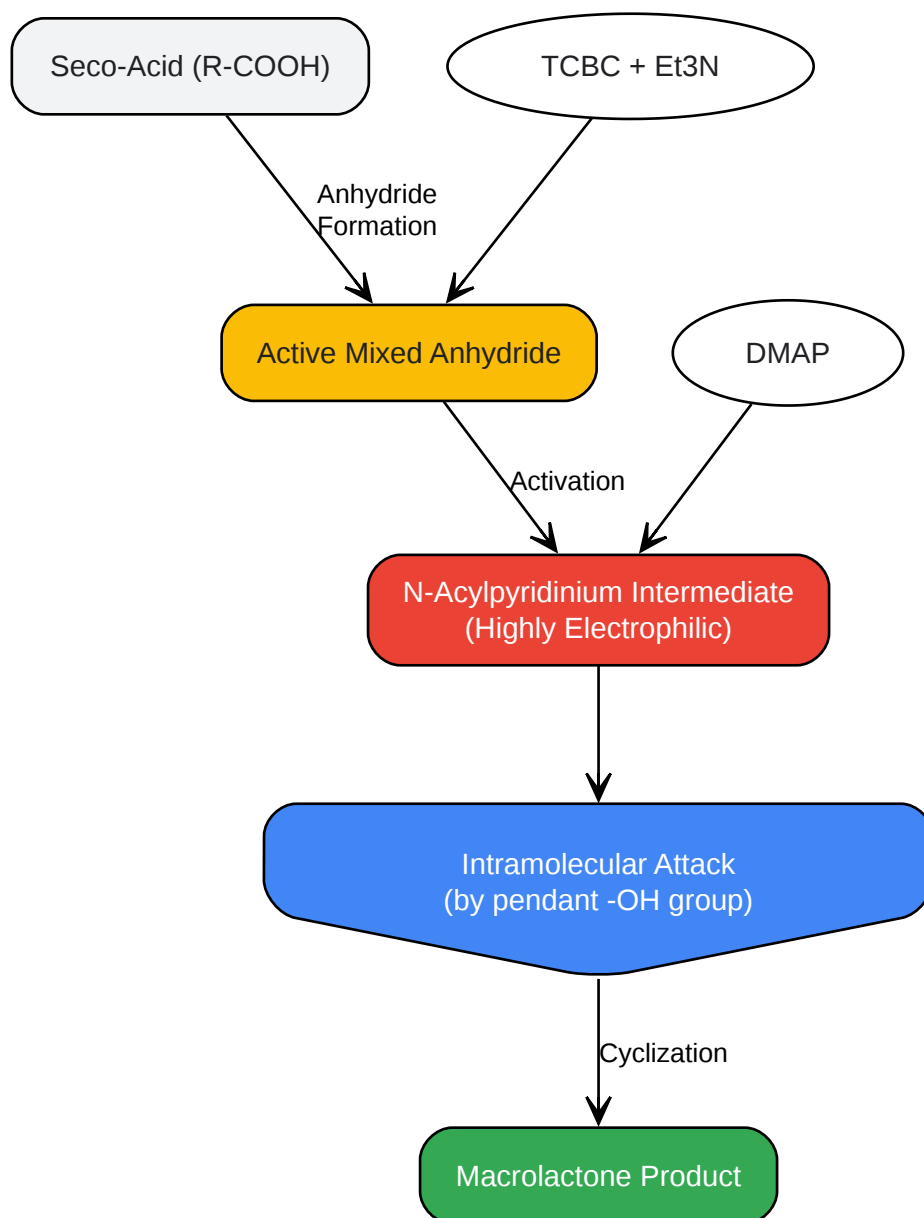 Seco-Acid (R-COOH)
TCBC + Et3N
Anhydride
Formation
Active Mixed Anhydride
DMAP
Activation
N-Acylpyridinium Intermediate
(Highly Electrophilic)
Intramolecular Attack
(by pendant -OH group)
Cyclization
Macrolactone Product